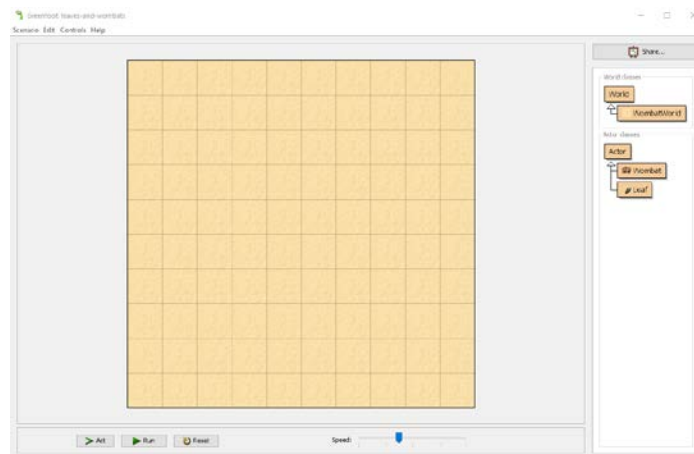 Greenfoot: leaves-and-wombats
Scenario Edit Controls Help
Share...
World classes
World
WombatWorld
Actor classes
Actor
Wombat
Leaf
Act
Run
Reset
Speed: